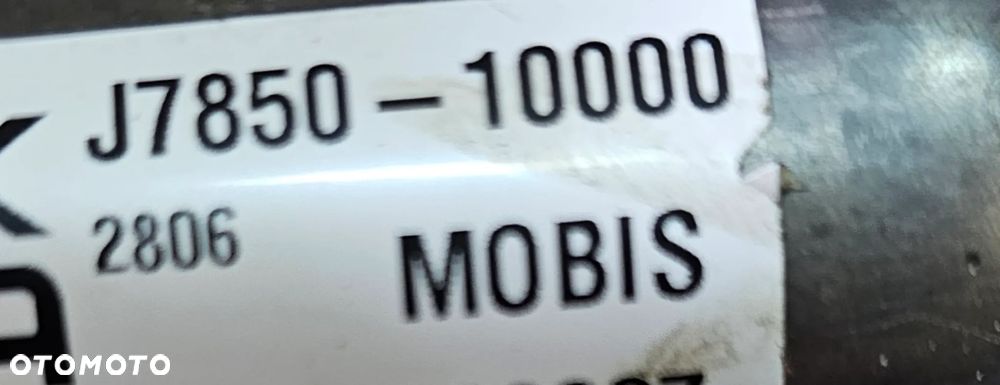 J7850-10000
2806
MOBIS
OTOMOTO